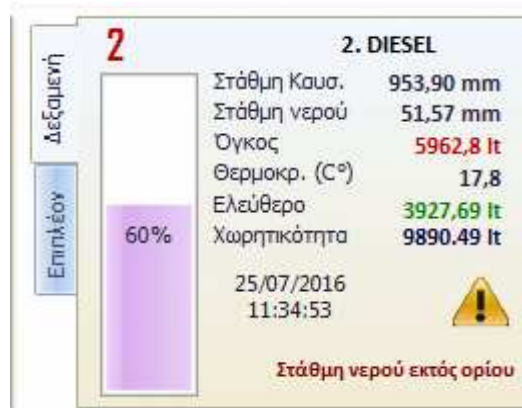 Δεξαμενή
Επιπλέον
2
60%
2. DIESEL
Στάθμη Καυσ. 953,90 mm
Στάθμη νερού 51,57 mm
Όγκος 5962,8 lt
Θερμοκρ. (C°) 17,8
Ελεύθερο 3927,69 lt
Χωρητικότητα 9890.49 lt
25/07/2016
11:34:53
Στάθμη νερού εκτός ορίου